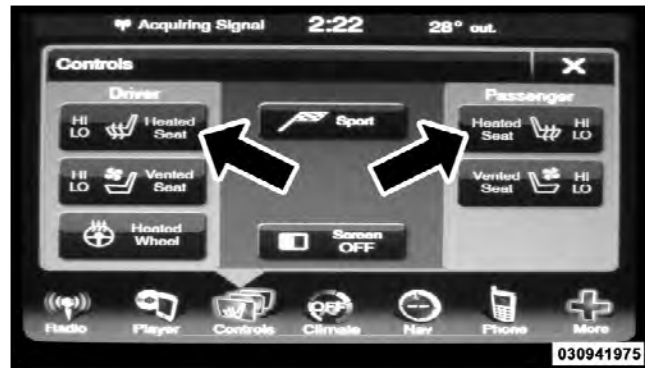 Acquiring Signal 2:22 28° out.
Controls X
Driver
HI LO Heated Seat
HI LO Vented Seat
Heated Wheel
Sport
Screen OFF
Passenger
Heated Seat HI LO
Vented Seat HI LO
Radio Player Controls OFF Climate Nav Phone More
030941975